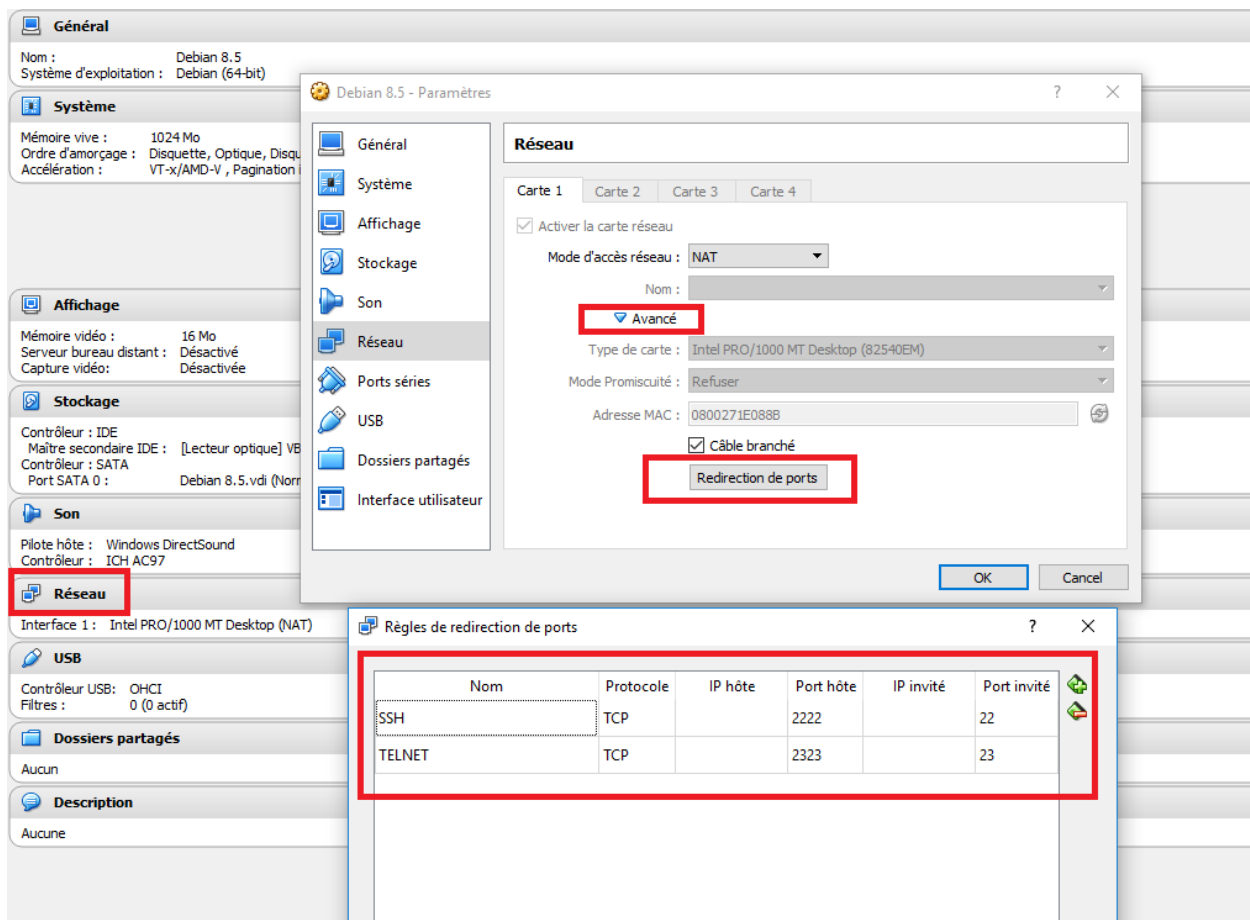 Général
Nom : Debian 8.5
Système d'exploitation : Debian (64-bit)
Système
Mémoire vive : 1024 Mo
Ordre d'amorçage : Disquette, Optique, Disqu
Accélération : VT-x/AMD-V , Pagination i
Affichage
Mémoire vidéo : 16 Mo
Serveur bureau distant : Désactivé
Capture vidéo: Désactivée
Stockage
Contrôleur : IDE
Maître secondaire IDE : [Lecteur optique] VB
Contrôleur : SATA
Port SATA 0 : Debian 8.5.vdi (Norr
Son
Pilote hôte : Windows DirectSound
Contrôleur : ICH AC97
Réseau
Interface 1 : Intel PRO/1000 MT Desktop (NAT)
USB
Contrôleur USB: OHCI
Filtres : 0 (0 actif)
Dossiers partagés
Aucun
Description
Aucune
Debian 8.5 - Paramètres ?
Général
Système
Affichage
Stockage
Son
Réseau
Ports séries
USB
Dossiers partagés
Interface utilisateur
Réseau
Carte 1 Carte 2 Carte 3 Carte 4
Activer la carte réseau
Mode d'accès réseau : NAT
Nom :
Avancé
Type de carte : Intel PRO/1000 MT Desktop (82540EM)
Mode Promiscuité : Refuser
Adresse MAC : 0800271E088B
Câble branché
Redirection de ports
OK Cancel
Règles de redirection de ports ?
Nom Protocole IP hôte Port hôte IP invité Port invité
SSH TCP 2222 22
TELNET TCP 2323 23